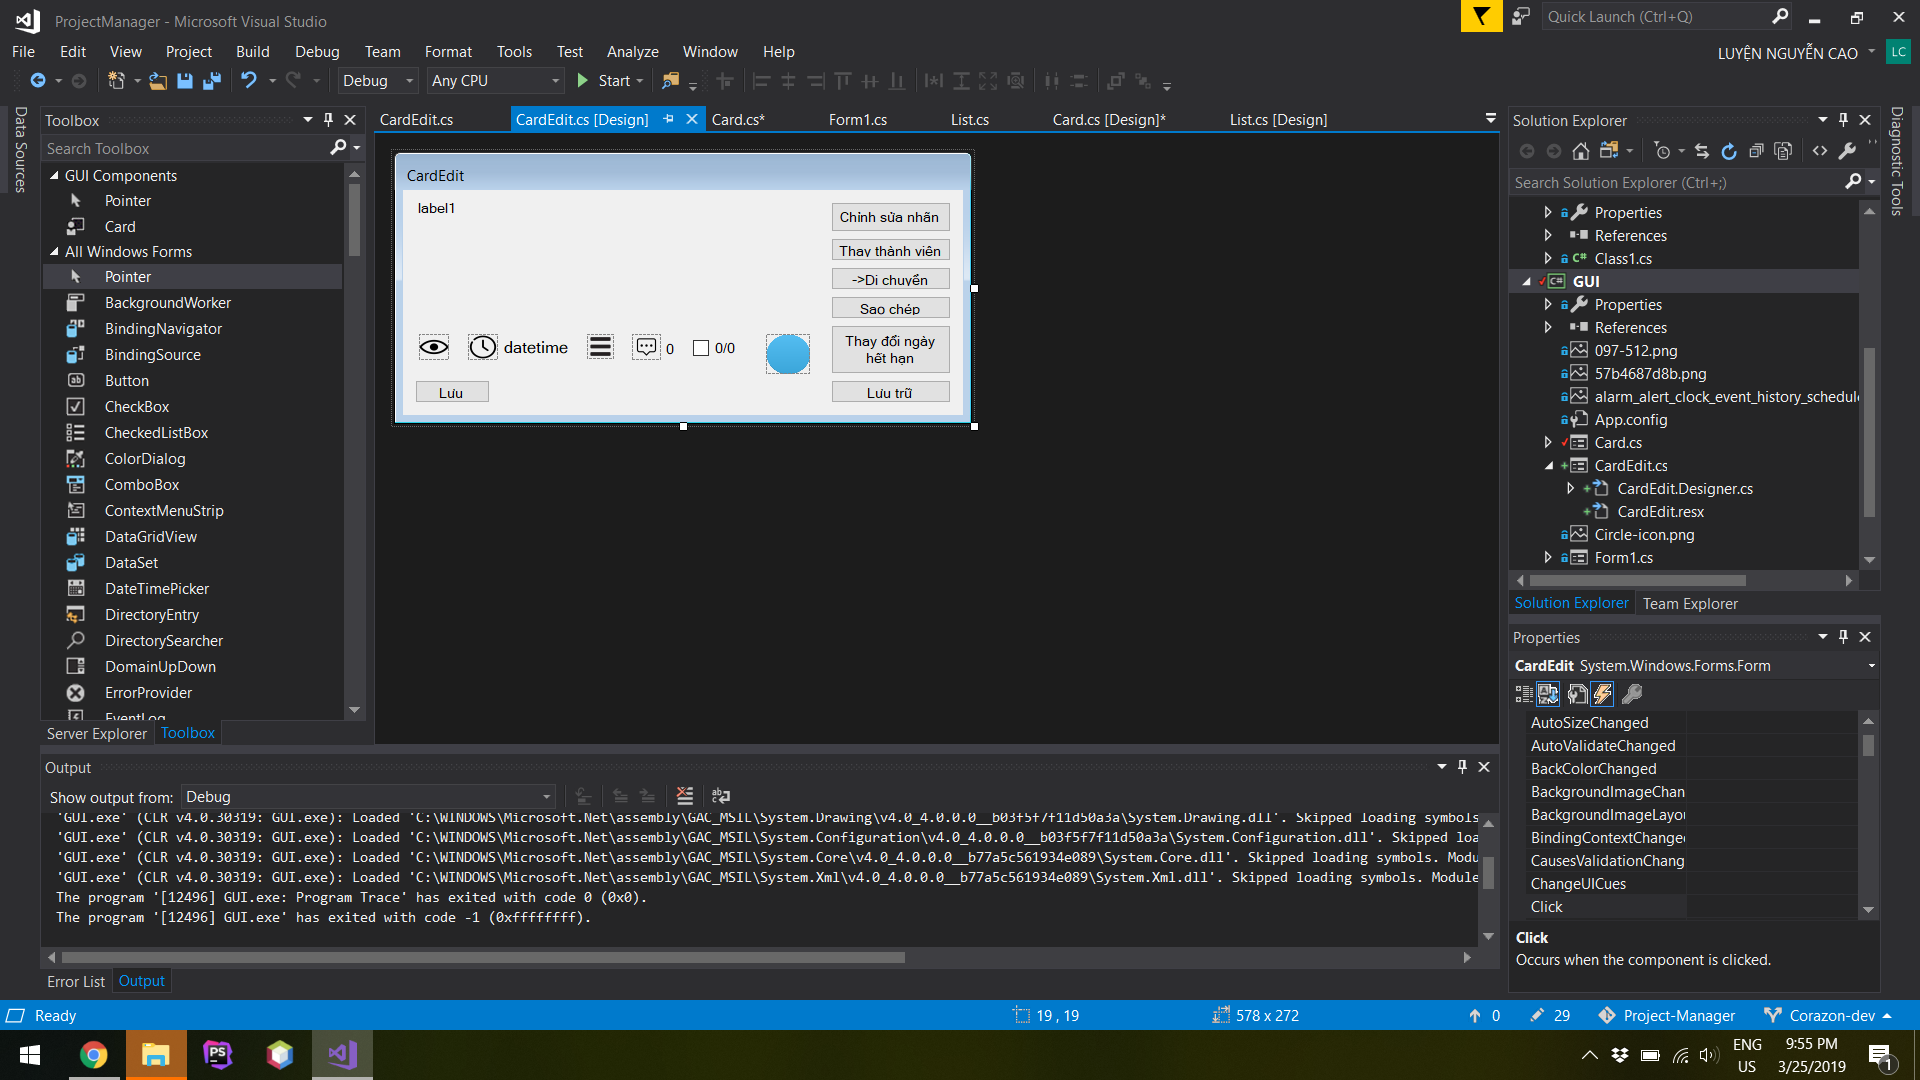 ProjectManager - Microsoft Visual Studio
Quick Launch (Ctrl+Q)
File Edit View Project Build Debug Team Format Tools Test Analyze Window Help
LUYỆN NGUYỄN CAO
LC
Debug
Any CPU
Start
Data Sources
Toolbox
Search Toolbox
GUI Components
Pointer
Card
All Windows Forms
Pointer
BackgroundWorker
BindingNavigator
BindingSource
Button
CheckBox
CheckedListBox
ColorDialog
ComboBox
ContextMenuStrip
DataGridView
DataSet
DateTimePicker
DirectoryEntry
DirectorySearcher
DomainUpDown
ErrorProvider
EventLog
Server Explorer Toolbox
CardEdit.cs CardEdit.cs [Design] Card.cs* Form1.cs List.cs Card.cs [Design]* List.cs [Design]
CardEdit
label1
Chỉnh sửa nhãn
Thay thành viên
->Di chuyển
Sao chép
Thay đổi ngày
hết hạn
datetime
0
0/0
Lưu
Lưu trữ
Output
Show output from: Debug
'GUI.exe' (CLR v4.0.30319: GUI.exe): Loaded 'C:\WINDOWS\Microsoft.Net\assembly\GAC_MSIL\System.Drawing\v4.0_4.0.0.0__b03f5f7f11d50a3a\System.Drawing.dll'. Skipped loading symbols
'GUI.exe' (CLR v4.0.30319: GUI.exe): Loaded 'C:\WINDOWS\Microsoft.Net\assembly\GAC_MSIL\System.Configuration\v4.0_4.0.0.0__b03f5f7f11d50a3a\System.Configuration.dll'. Skipped loa
'GUI.exe' (CLR v4.0.30319: GUI.exe): Loaded 'C:\WINDOWS\Microsoft.Net\assembly\GAC_MSIL\System.Core\v4.0_4.0.0.0__b77a5c561934e089\System.Core.dll'. Skipped loading symbols. Modu
'GUI.exe' (CLR v4.0.30319: GUI.exe): Loaded 'C:\WINDOWS\Microsoft.Net\assembly\GAC_MSIL\System.Xml\v4.0_4.0.0.0__b77a5c561934e089\System.Xml.dll'. Skipped loading symbols. Module
The program '[12496] GUI.exe: Program Trace' has exited with code 0 (0x0).
The program '[12496] GUI.exe' has exited with code -1 (0xffffffff).
Error List Output
Solution Explorer
Search Solution Explorer (Ctrl+;)
Properties
References
Class1.cs
GUI
Properties
References
097-512.png
57b4687d8b.png
alarm_alert_clock_event_history_schedule
App.config
Card.cs
CardEdit.cs
CardEdit.Designer.cs
CardEdit.resx
Circle-icon.png
Form1.cs
Solution Explorer Team Explorer
Properties
CardEdit System.Windows.Forms.Form
AutoSizeChanged
AutoValidateChanged
BackColorChanged
BackgroundImageChan
BackgroundImageLayou
BindingContextChange
CausesValidationChang
ChangeUICues
Click
Click
Occurs when the component is clicked.
Diagnostic Tools
Ready
19 , 19
578 x 272
0
29
Project-Manager
Corazon-dev
PS
ENG
US
9:55 PM
3/25/2019
1